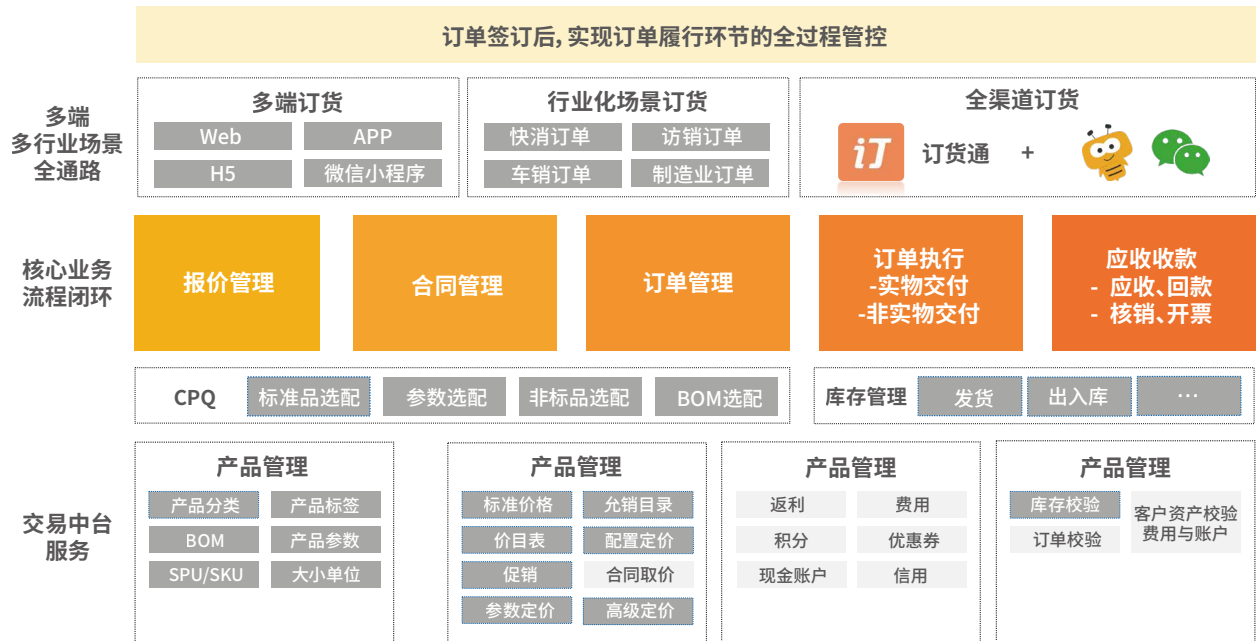 订单签订后,实现订单履行环节的全过程管控
多端
多行业场景
全通路
多端订货
Web
APP
H5
微信小程序
行业化场景订货
快消订单
访销订单
车销订单
制造业订单
全渠道订货
iT
订货通
+
核心业务
流程闭环
报价管理
合同管理
订单管理
订单执行
-实物交付
-非实物交付
应收收款
- 应收、回款
- 核销、开票
CPQ
标准品选配
参数选配
非标品选配
BOM选配
库存管理
发货
出入库
...
交易中台
服务
产品管理
产品分类
产品标签
BOM
产品参数
SPU/SKU
大小单位
产品管理
标准价格
允销目录
价目表
配置定价
促销
合同取价
参数定价
高级定价
产品管理
返利
费用
积分
优惠券
现金账户
信用
产品管理
库存校验
订单校验
客户资产校验
费用与账户